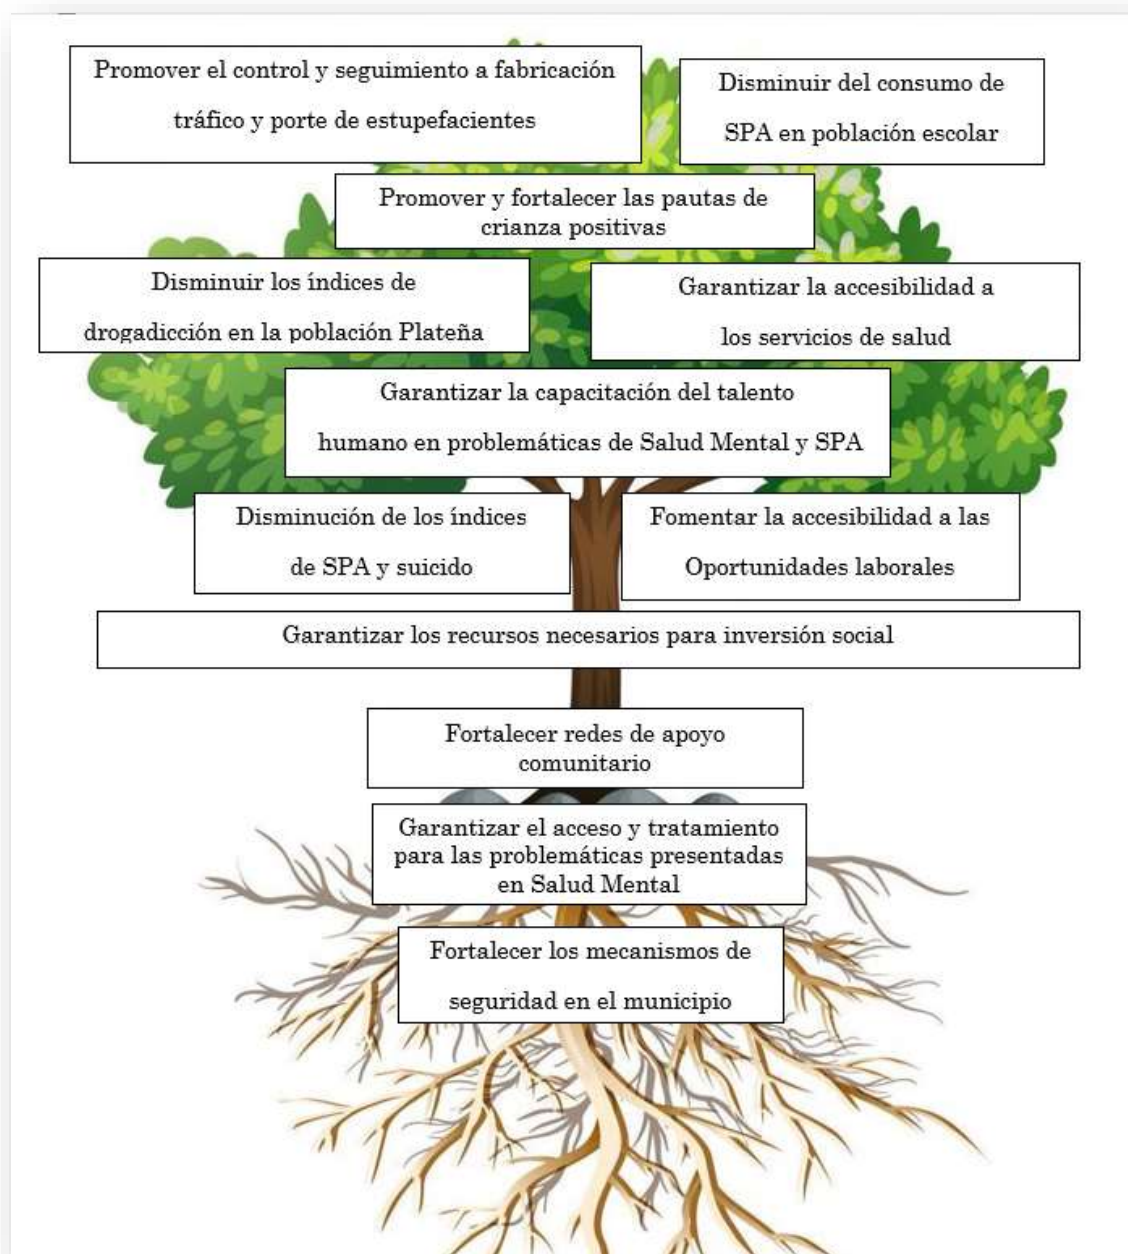 Promover el control y seguimiento a fabricación
tráfico y porte de estupefacientes
Disminuir del consumo de
SPA en población escolar
Promover y fortalecer las pautas de
crianza positivas
Disminuir los índices de
drogadicción en la población Plateña
Garantizar la accesibilidad a
los servicios de salud
Garantizar la capacitación del talento
humano en problemáticas de Salud Mental y SPA
Disminución de los índices
de SPA y suicido
Fomentar la accesibilidad a las
Oportunidades laborales
Garantizar los recursos necesarios para inversión social
Fortalecer redes de apoyo
comunitario
Garantizar el acceso y tratamiento
para las problemáticas presentadas
en Salud Mental
Fortalecer los mecanismos de
seguridad en el municipio